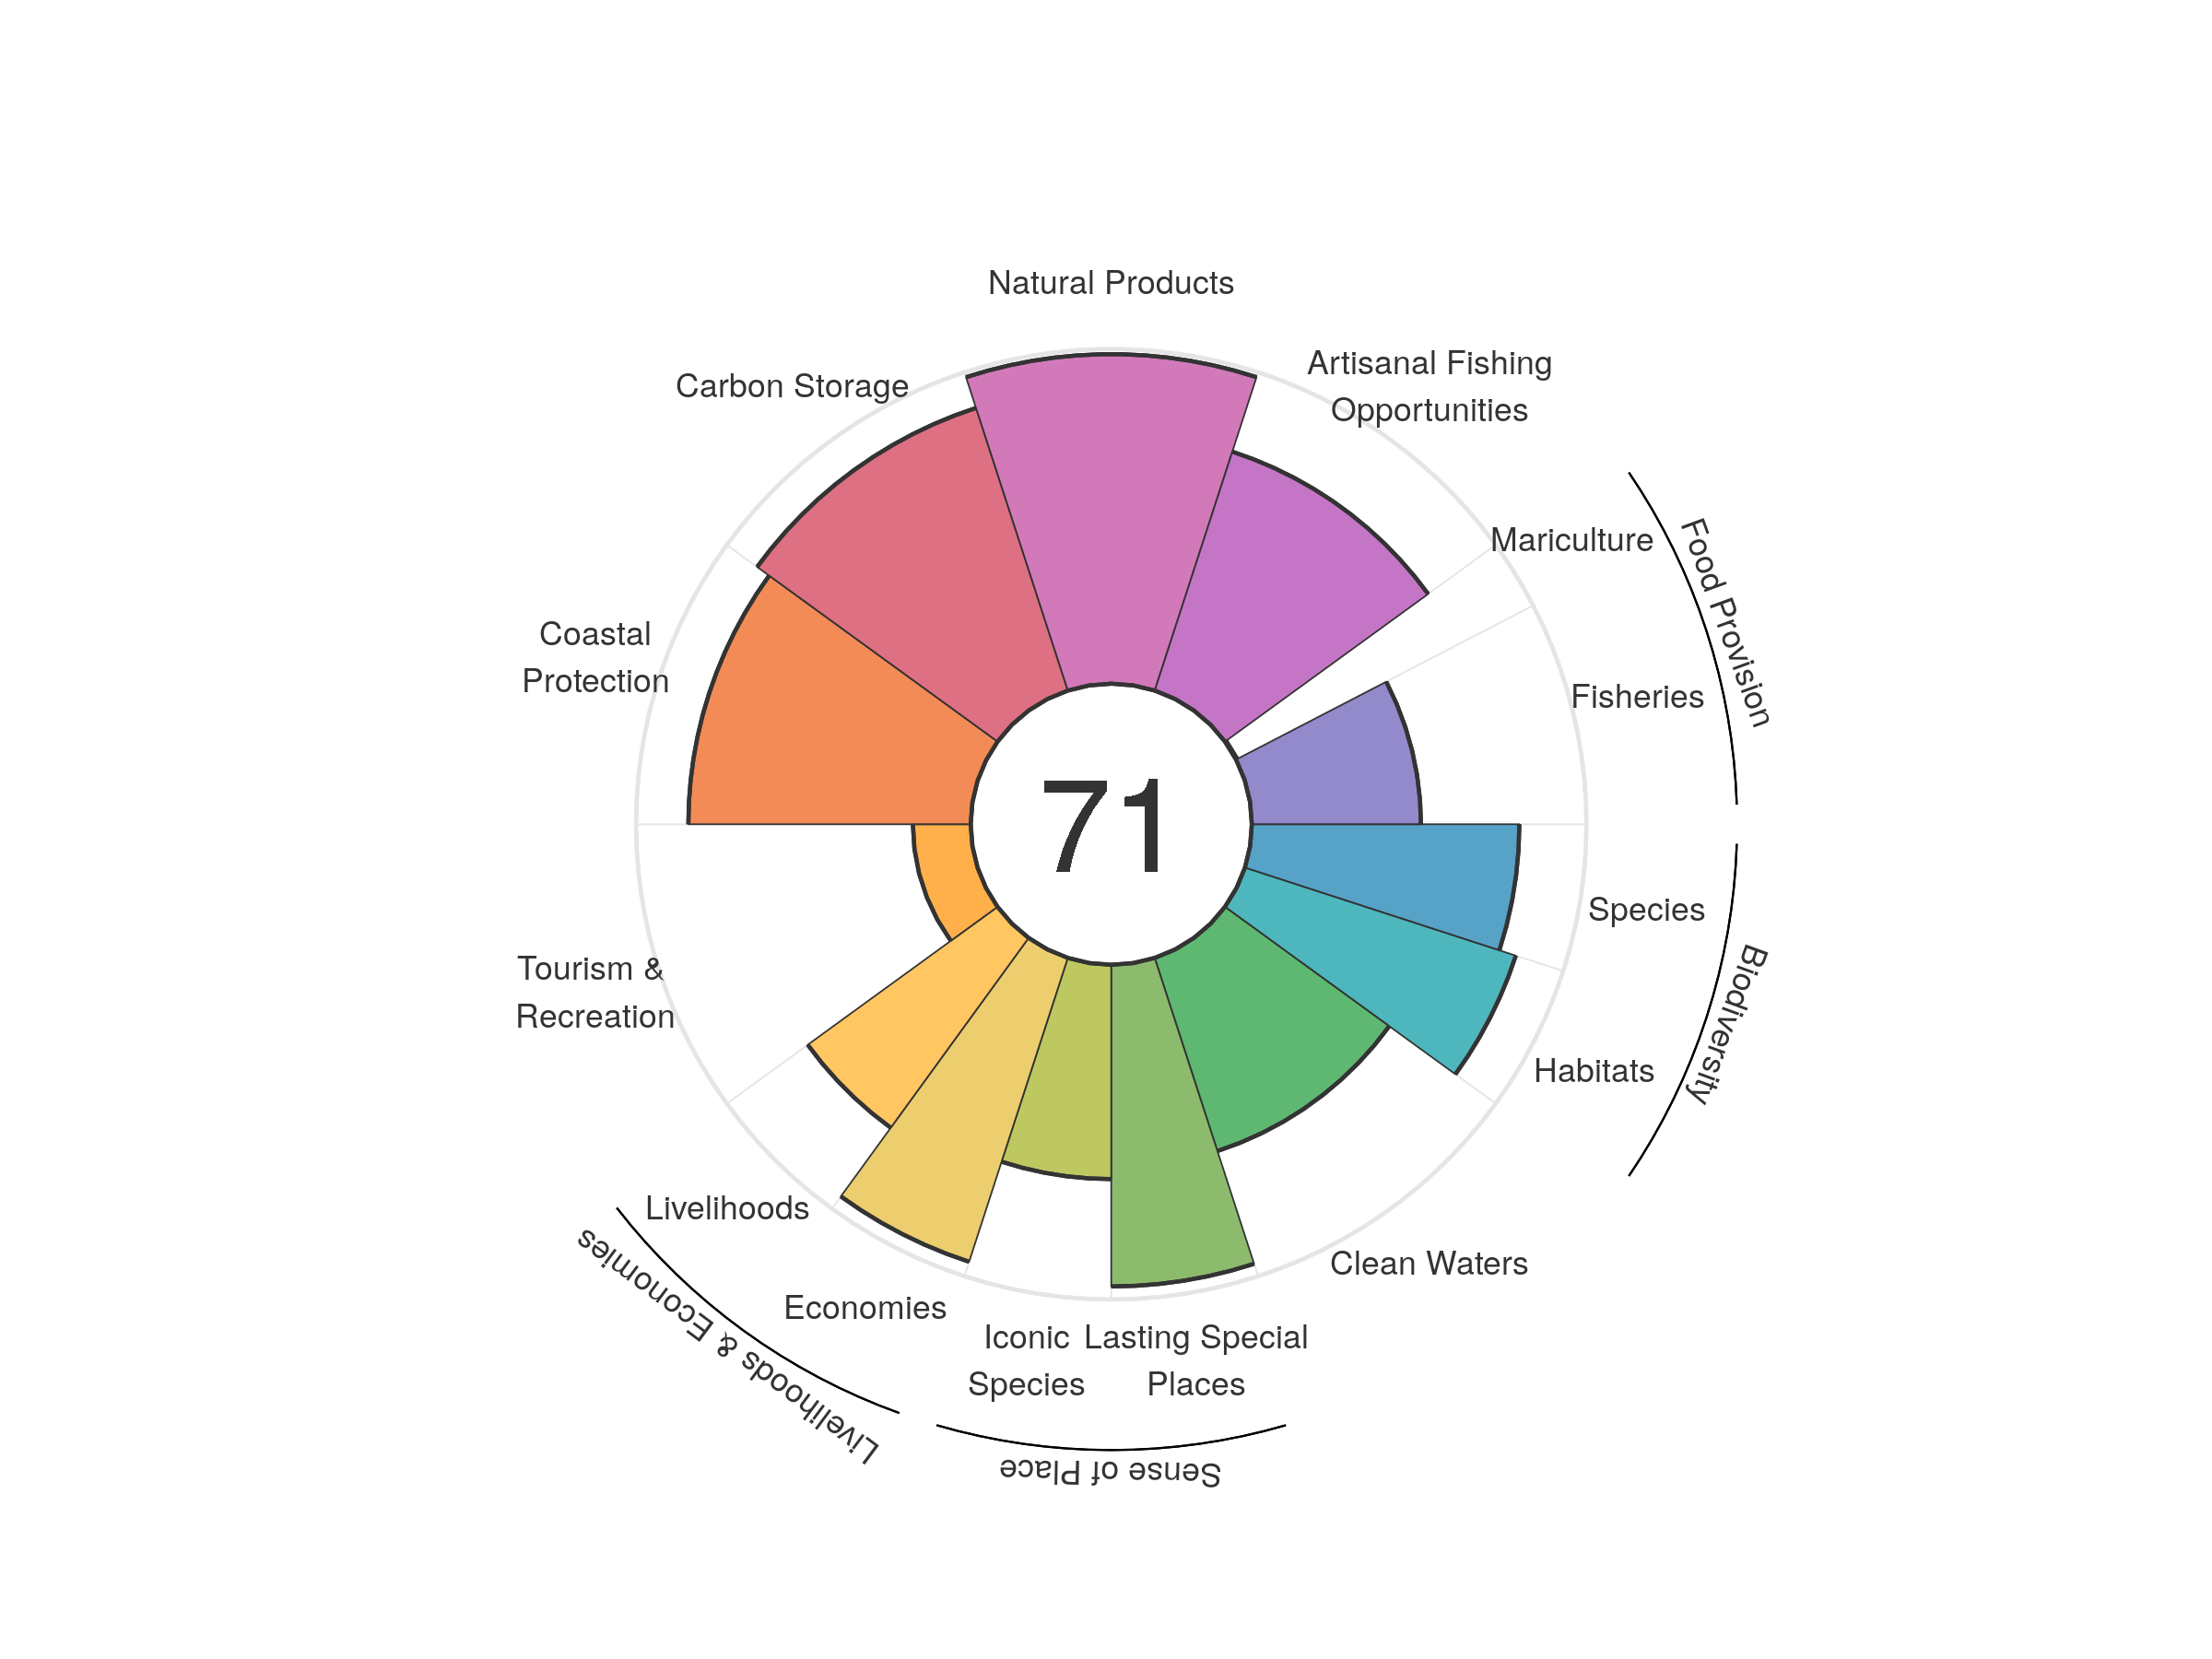 Natural Products
Artisanal Fishing
Opportunities
Carbon Storage
Mariculture
Food Provision
Coastal
Protection
Fisheries
71
Species
Biodiversity
Tourism &
Recreation
Habitats
Livelihoods
Clean Waters
Livelihoods & Economies
Economies
Iconic
Species
Lasting Special
Places
Sense of Place